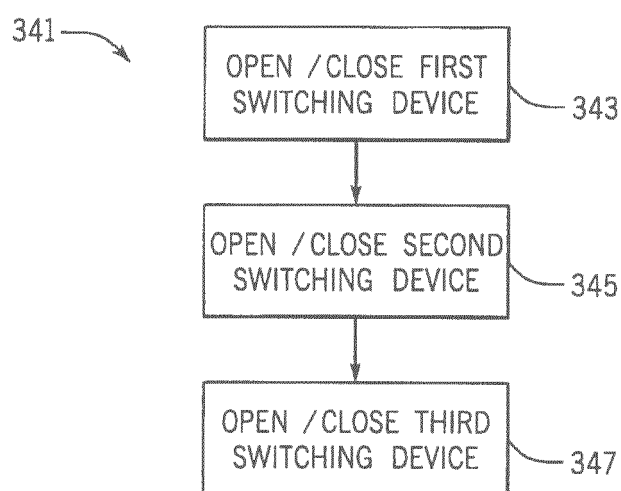 341
OPEN /CLOSE FIRST
SWITCHING DEVICE
343
OPEN /CLOSE SECOND
SWITCHING DEVICE
345
OPEN /CLOSE THIRD
SWITCHING DEVICE
347